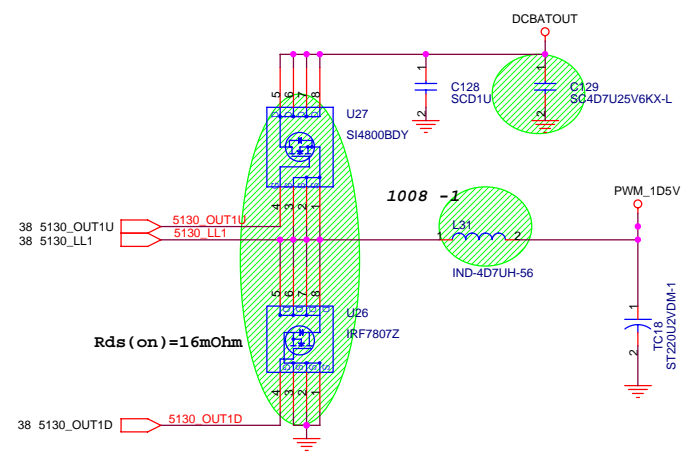 DCBATOUT
5 6 7 8
D D D D
U27
SI4800BDY
G S S S
4 3 2 1
1
C128
SCD1U
2
1
C129
SC4D7U25V6KX-L
2
1008 -1
PWM_1D5V
38 5130_OUT1U
5130_OUT1U
38 5130_LL1
5130_LL1
1
L31
2
IND-4D7UH-56
5 6 7 8
D D D D
U26
IRF7807Z
Rds(on)=16mOhm
G S S S
4 3 2 1
1
TC18
ST220U2VDM-1
2
38 5130_OUT1D
5130_OUT1D